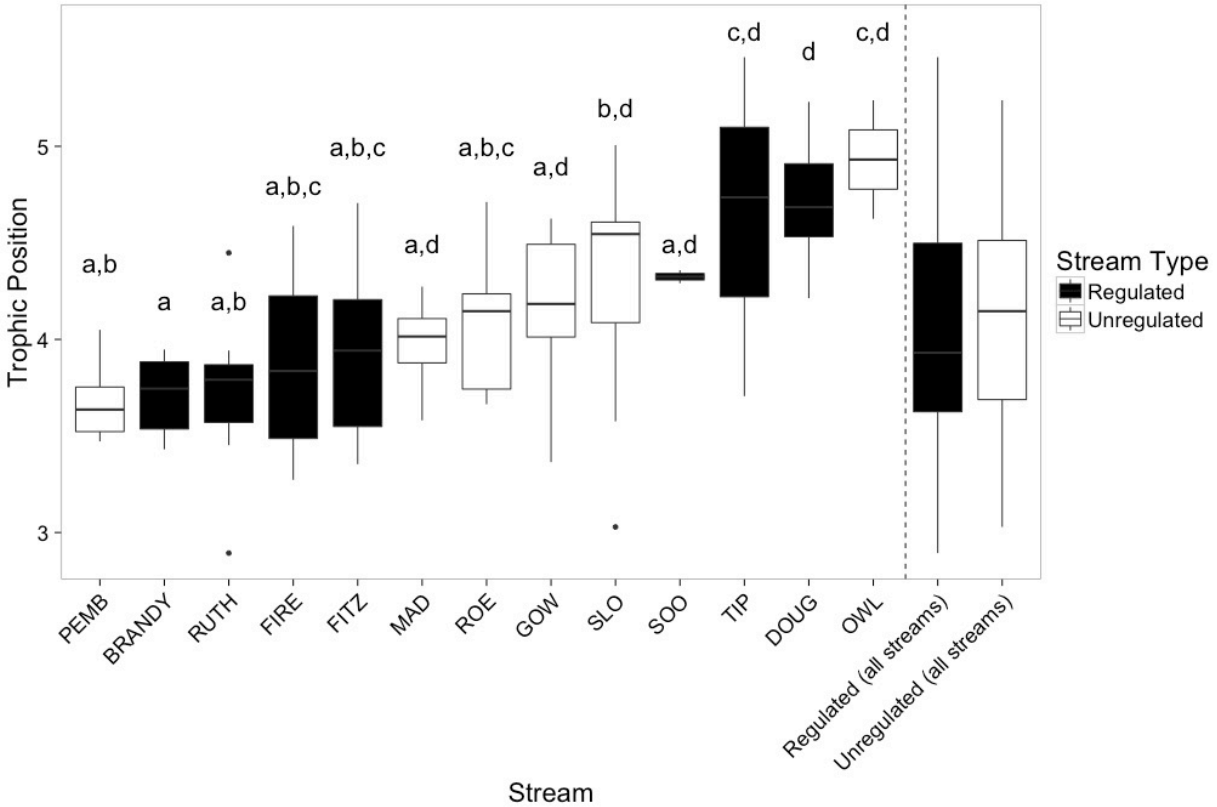 c,d
d
c,d
b,d
a,b,c
a,b,c
a,b,c
a,d
a,b
a
a,b
a,d
a,d
5
4
3
Trophic Position
PEMB
BRANDY
RUTH
FIRE
FITZ
MAD
ROE
GOW
SLO
SOO
TIP
DOUG
OWL
Regulated (all streams)
Unregulated (all streams)
Stream
Stream Type
Regulated
Unregulated